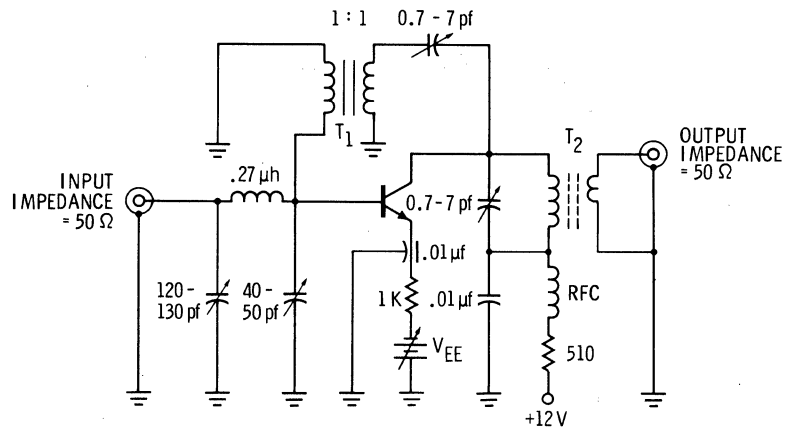 1 : 1
0.7 - 7 pf
T1
T2
OUTPUT
IMPEDANCE
= 50 Ω
.27 μh
INPUT
IMPEDANCE
= 50 Ω
0.7-7 pf
.01 μf
120-
130 pf
40-
50 pf
1 K
.01 μf
RFC
VEE
510
+12 V